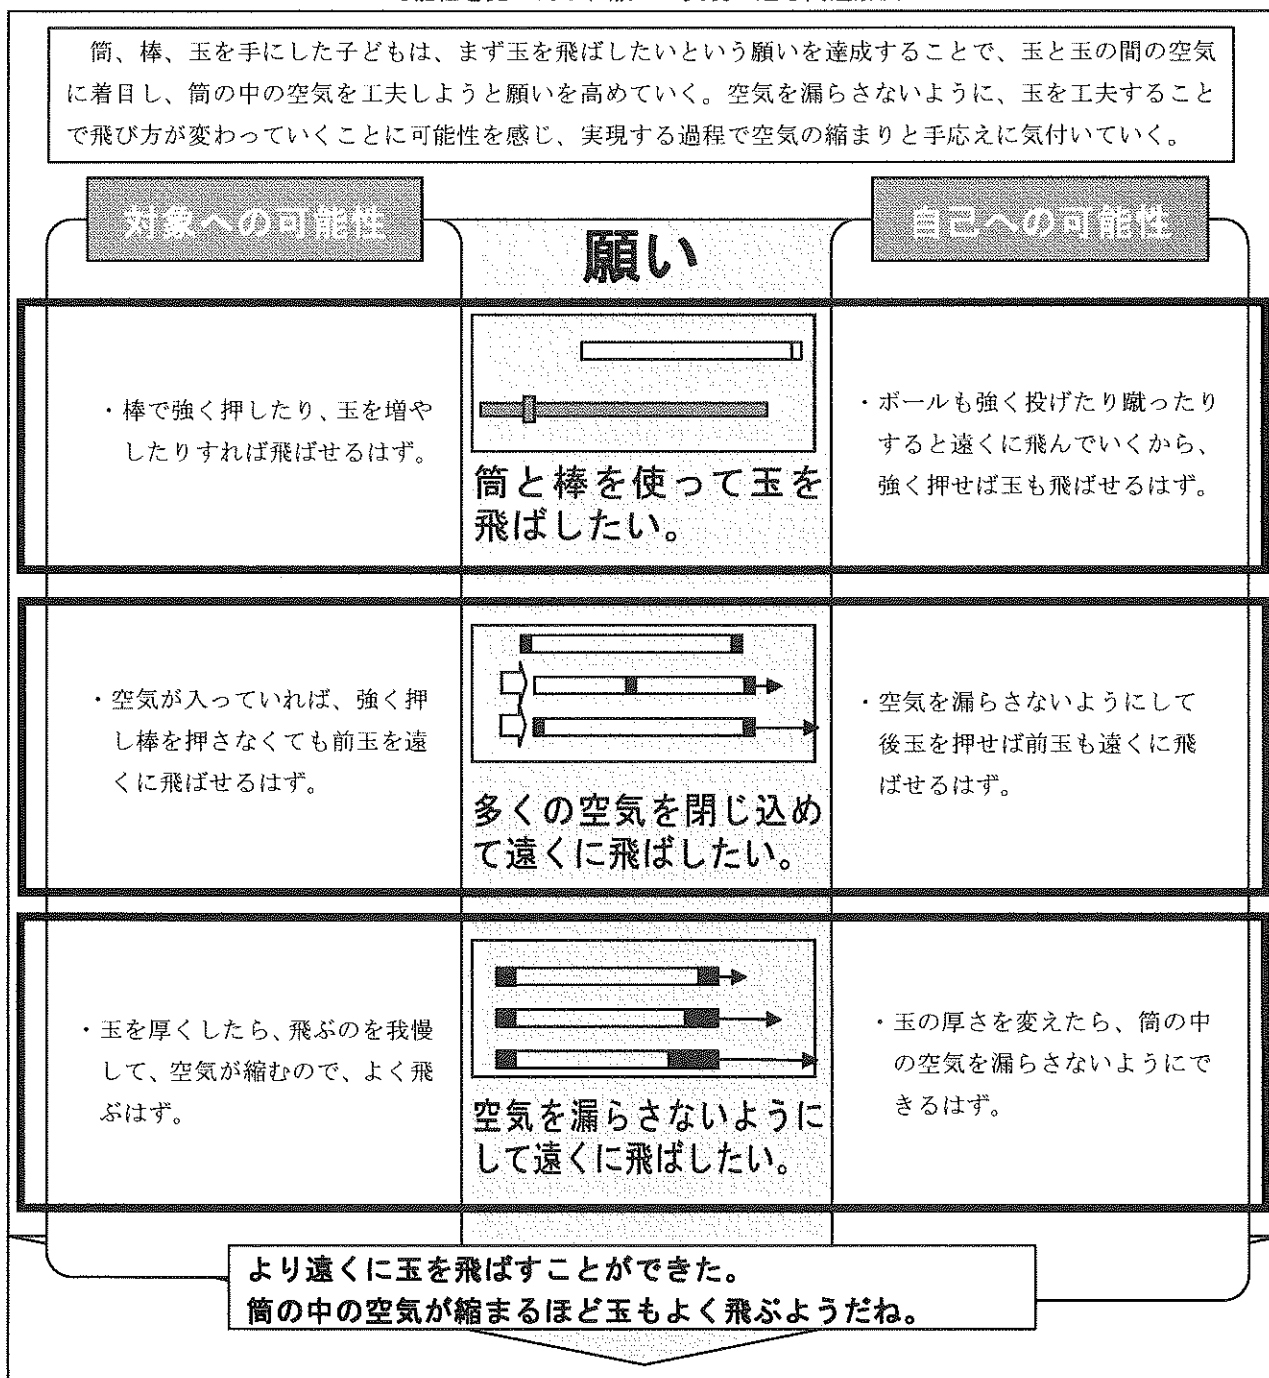 筒、棒、玉を手にした子どもは、まず玉を飛ばしたいという願いを達成することで、玉と玉の間の空気
に着目し、筒の中の空気を工夫しようと願いを高めていく。空気を漏らさないように、玉を工夫すること
で飛び方が変わっていくことに可能性を感じ、実現する過程で空気の縮まりと手応えに気付いていく。
対象への可能性
願い
自己への可能性
・棒で強く押したり、玉を増や
したりすれば飛ばせるはず。
筒と棒を使って玉を
飛ばしたい。
・ボールも強く投げたり蹴ったり
すると遠くに飛んでいくから、
強く押せば玉も飛ばせるはず。
・空気が入っていれば、強く押
し棒を押さなくても前玉を遠
くに飛ばせるはず。
多くの空気を閉じ込め
て遠くに飛ばしたい。
・空気を漏らさないようにして
後玉を押せば前玉も遠くに飛
ばせるはず。
・玉を厚くしたら、飛ぶのを我慢
して、空気が縮むので、よく飛
ぶはず。
空気を漏らさないように
して遠くに飛ばしたい。
・玉の厚さを変えたら、筒の中
の空気を漏らさないようにで
きるはず。
より遠くに玉を飛ばすことができた。
筒の中の空気が縮まるほど玉もよく飛ぶようだね。